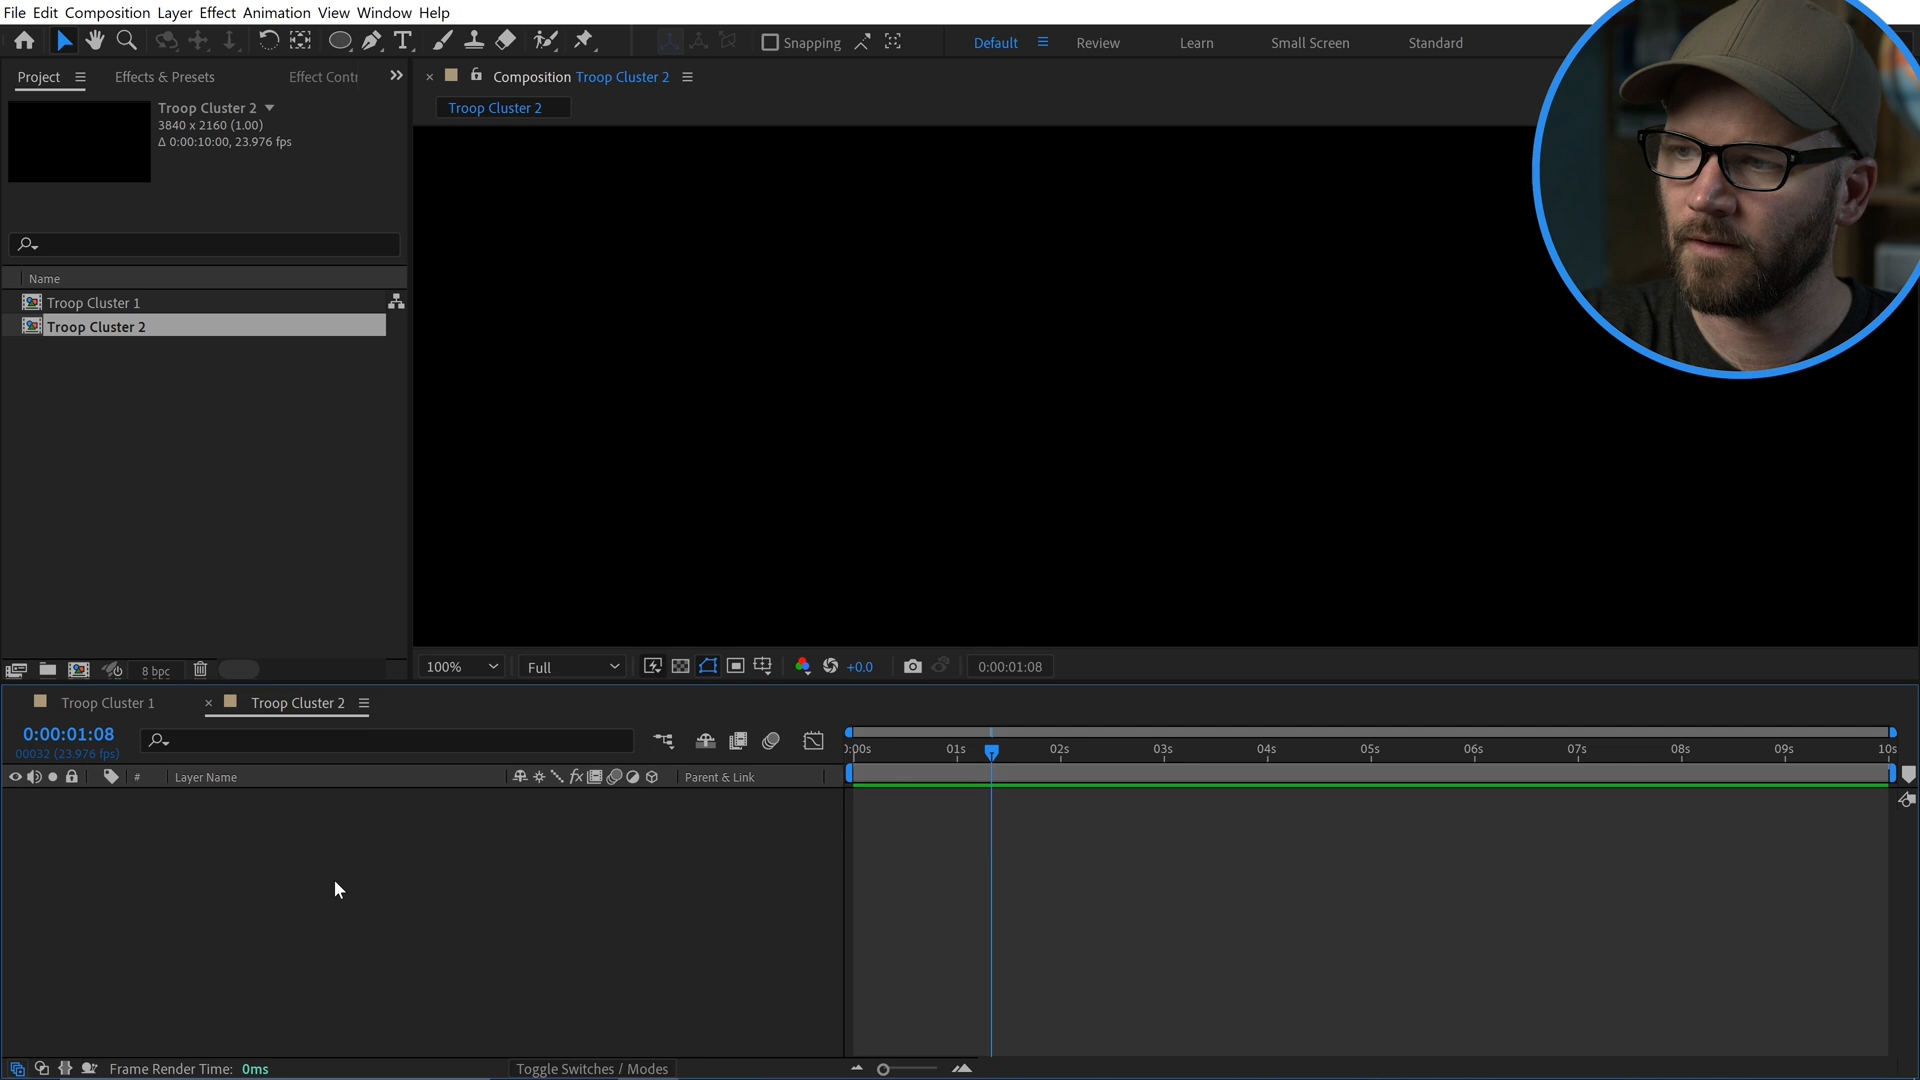 File Edit Composition Layer Effect Animation View Window Help
Snapping
Default
Review
Learn
Small Screen
Standard
Project
Effects & Presets
Effect Cont
Composition Troop Cluster 2
Troop Cluster 2
Troop Cluster 2
3840 x 2160 (1.00)
Δ 0:00:10:00, 23.976 fps
Name
Troop Cluster 1
Troop Cluster 2
8 bpc
100%
Full
+0.0
0:00:01:08
Troop Cluster 1
Troop Cluster 2
0:00:01:08
00032 (23.976 fps)
):00s 01s 02s 03s 04s 05s 06s 07s 08s 09s 10s
# Layer Name
fx
Parent & Link
Frame Render Time: 0ms
Toggle Switches / Modes